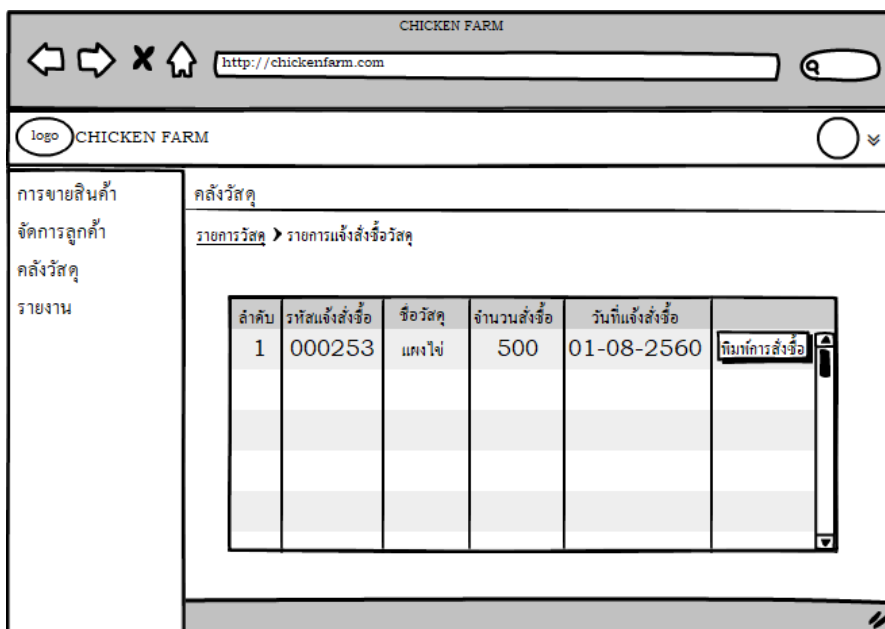 CHICKEN FARM
http://chickenfarm.com
logo CHICKEN FARM
การขายสินค้า
จัดการลูกค้า
คลังวัสดุ
รายงาน
คลังวัสดุ
รายการวัสดุ รายการแจ้งสั่งซื้อวัสดุ
ลำดับ รหัสแจ้งสั่งซื้อ ชื่อวัสดุ จำนวนสั่งซื้อ วันที่แจ้งสั่งซื้อ
1 000253 แผงไข่ 500 01-08-2560 พิมพ์การสั่งซื้อ